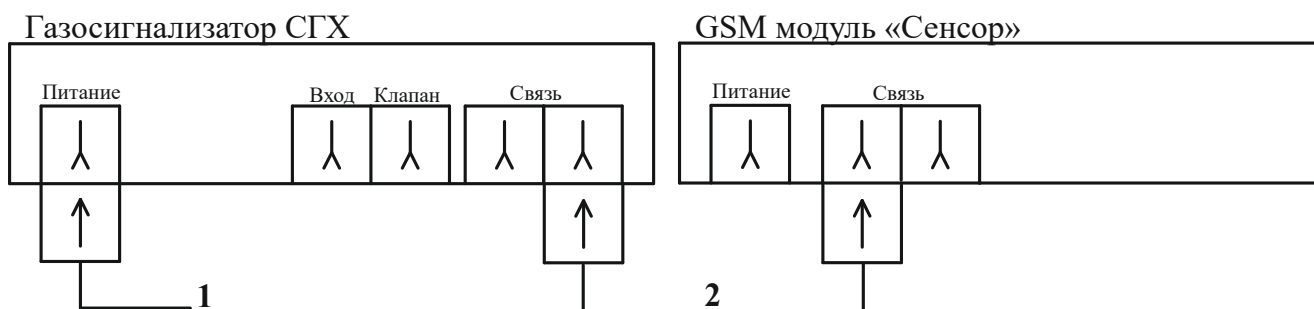 Газосигнализатор СГХ
GSM модуль «Сенсор»
Питание
Вход
Клапан
Связь
Питание
Связь
1
2